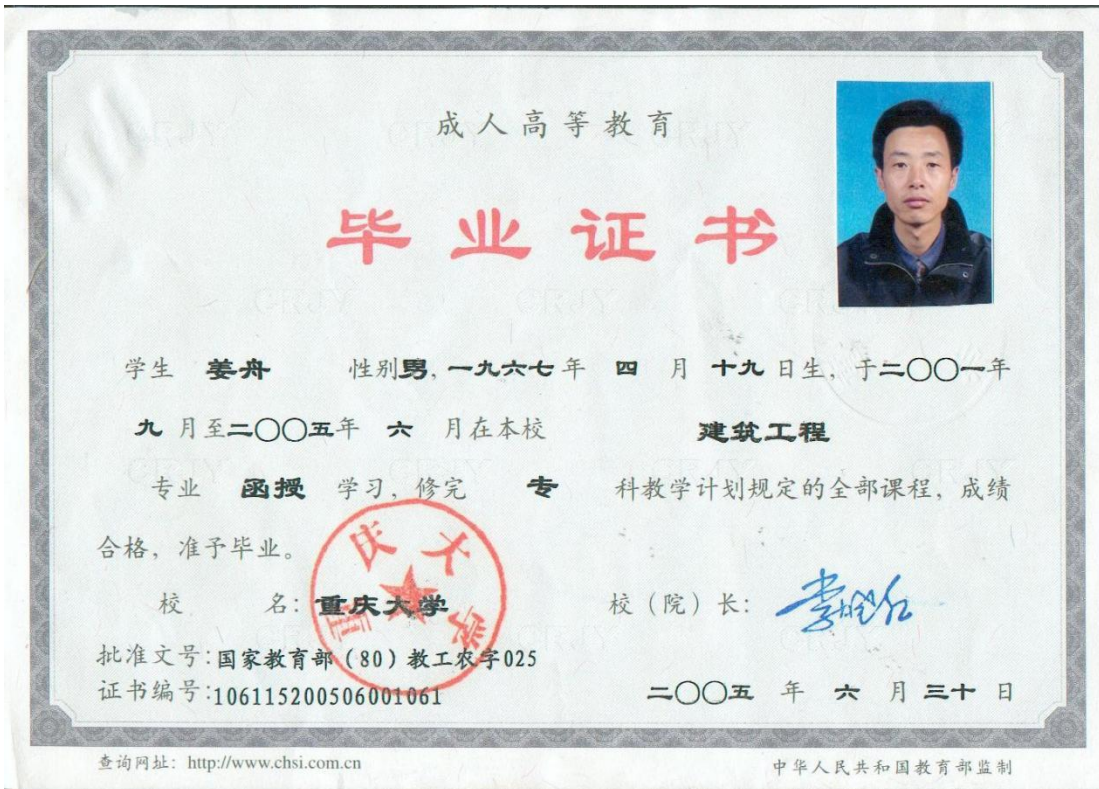 成人高等教育
毕业证书
学生 姜舟 性别男，一九六七年 四 月 十九 日生，于二〇〇一年
九 月至二〇〇五年 六 月在本校 建筑工程
专业 函授 学习，修完 专 科教学计划规定的全部课程，成绩
合格，准予毕业。
校 名：重庆大学 校（院）长：
重庆大学
批准文号：国家教育部（80）教工农字025
证书编号：106115200506001061 二〇〇五 年 六 月 三十 日
查询网址：http://www.chsi.com.cn 中华人民共和国教育部监制